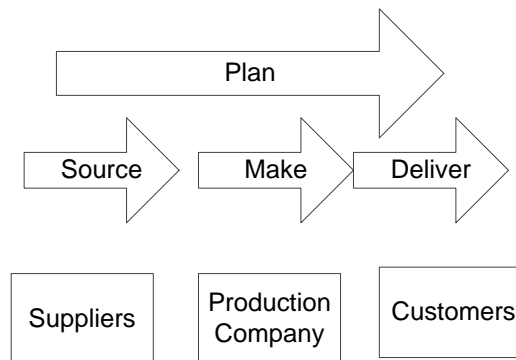 Plan
Source
Make
Deliver
Suppliers
Production
Company
Customers